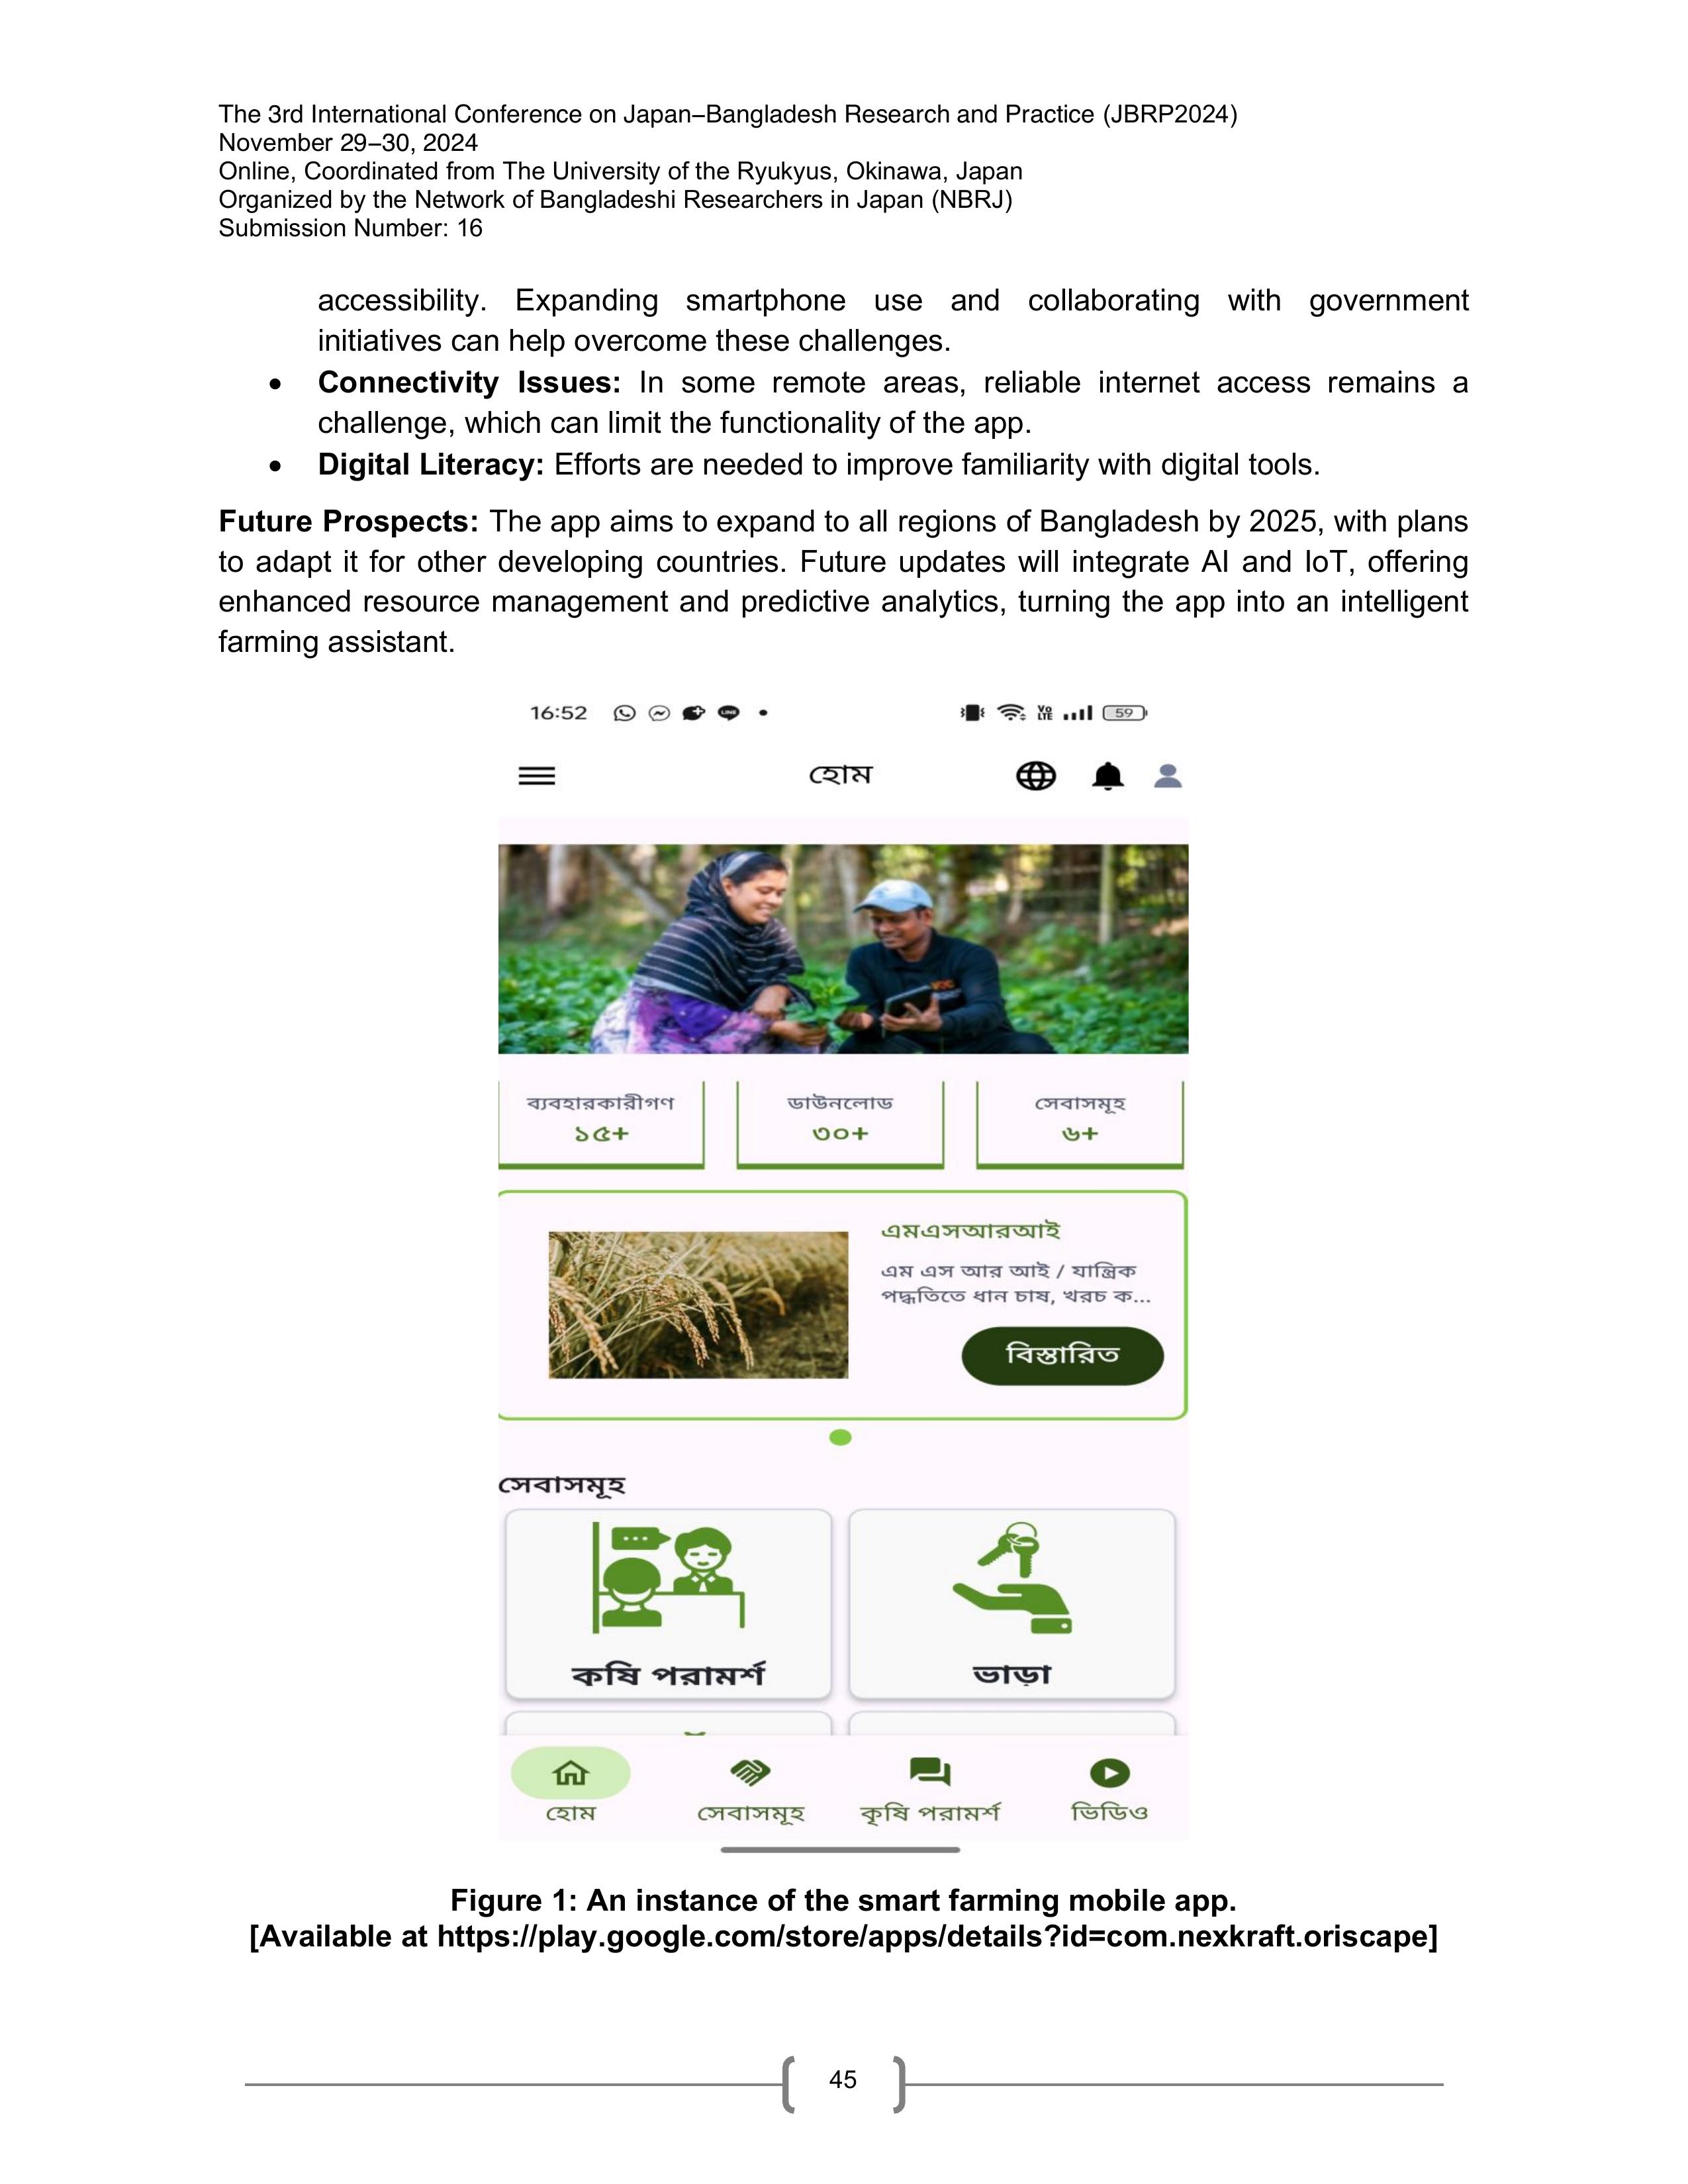 The 3rd International Conference on Japan–Bangladesh Research and Practice (JBRP2024)
November 29–30, 2024
Online, Coordinated from The University of the Ryukyus, Okinawa, Japan
Organized by the Network of Bangladeshi Researchers in Japan (NBRJ)
Submission Number: 16
accessibility. Expanding smartphone use and collaborating with government
initiatives can help overcome these challenges.
• Connectivity Issues: In some remote areas, reliable internet access remains a
challenge, which can limit the functionality of the app.
• Digital Literacy: Efforts are needed to improve familiarity with digital tools.
Future Prospects: The app aims to expand to all regions of Bangladesh by 2025, with plans
to adapt it for other developing countries. Future updates will integrate AI and IoT, offering
enhanced resource management and predictive analytics, turning the app into an intelligent
farming assistant.
16:52 LINE Vo LTE 59
হোম
ব্যবহারকারীগণ ডাউনলোড সেবাসমূহ
১৫+ ৩০+ ৬+
এমএসআরআই
এম এস আর আই / যান্ত্রিক
পদ্ধতিতে ধান চাষ, খরচ ক...
বিস্তারিত
সেবাসমূহ
কৃষি পরামর্শ ভাড়া
হোম সেবাসমূহ কৃষি পরামর্শ ভিডিও
Figure 1: An instance of the smart farming mobile app.
[Available at https://play.google.com/store/apps/details?id=com.nexkraft.oriscape]
45